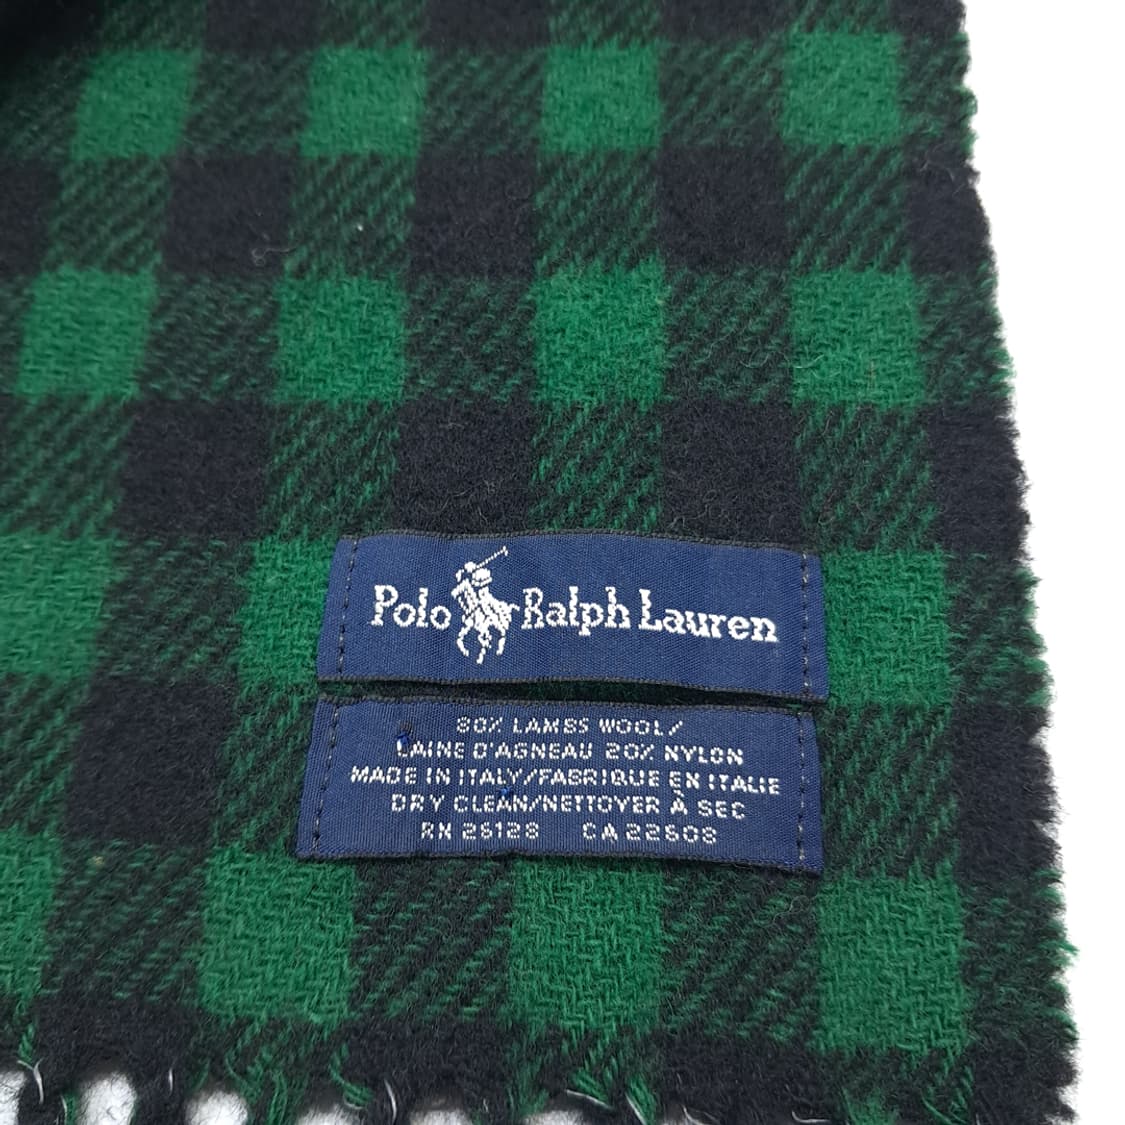 Polo Ralph Lauren
80% LAMBS WOOL/
LAINE D'AGNEAU 20% NYLON
MADE IN ITALY/FABRIQUE EN ITALIE
DRY CLEAN/NETTOYER À SEC
RN 26128 CA 22608